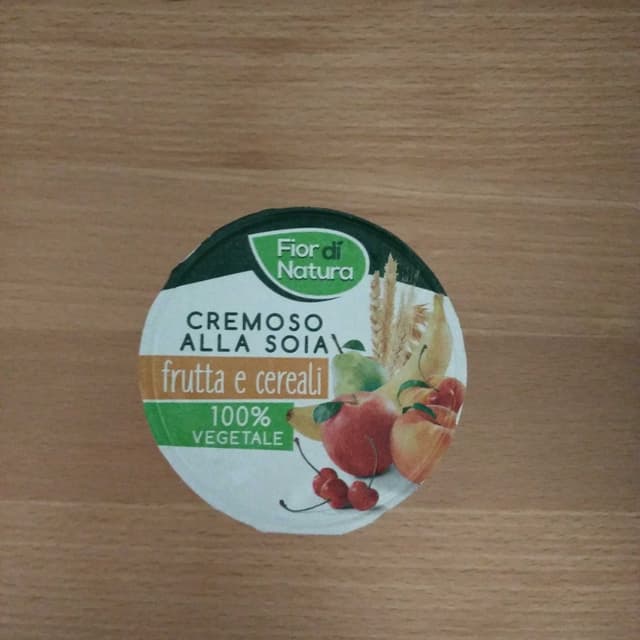 Fior di
Natura
CREMOSO
ALLA SOIA
frutta e cereali
100%
VEGETALE